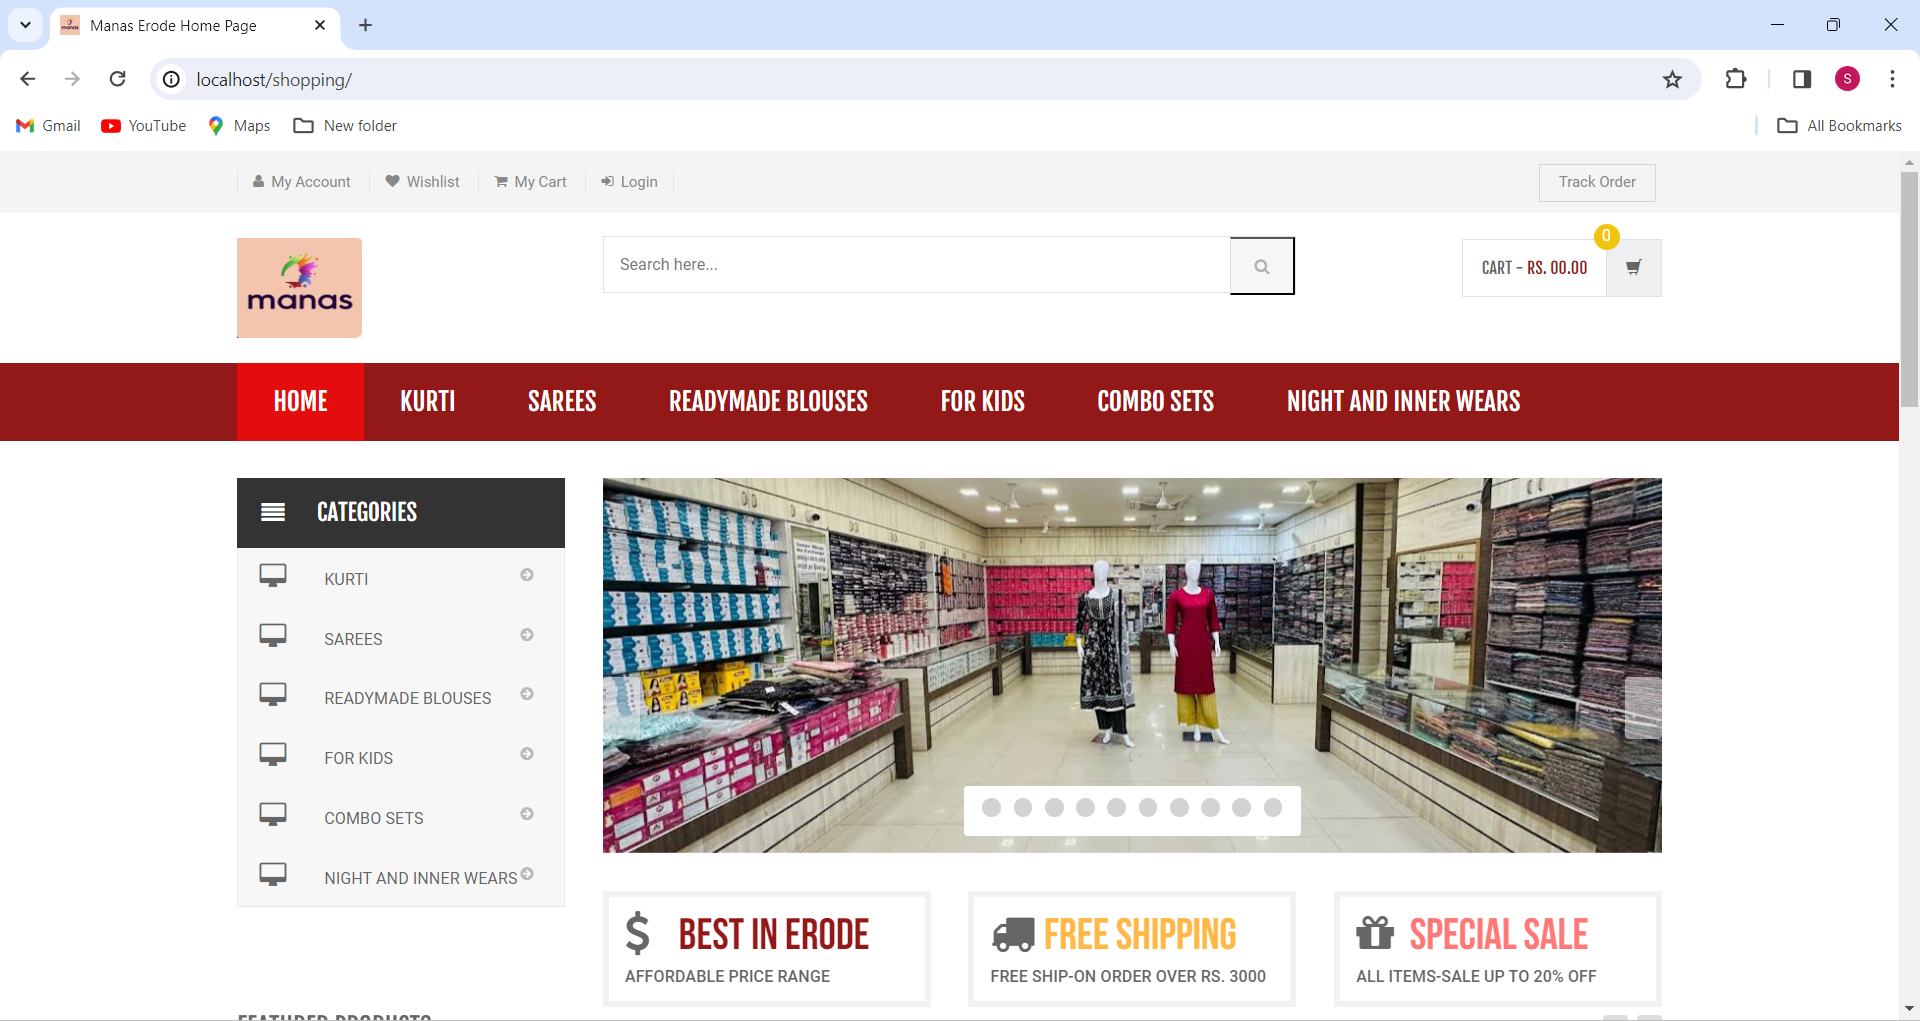 Manas Erode Home Page
localhost/shopping/
S
Gmail YouTube Maps New folder All Bookmarks
My Account Wishlist My Cart Login Track Order
manas
Search here...
0
CART - RS. 00.00
HOME KURTI SAREES READYMADE BLOUSES FOR KIDS COMBO SETS NIGHT AND INNER WEARS
CATEGORIES
KURTI
SAREES
READYMADE BLOUSES
FOR KIDS
COMBO SETS
NIGHT AND INNER WEARS
BEST IN ERODE
AFFORDABLE PRICE RANGE
FREE SHIPPING
FREE SHIP-ON ORDER OVER RS. 3000
SPECIAL SALE
ALL ITEMS-SALE UP TO 20% OFF
FEATURED PRODUCTS